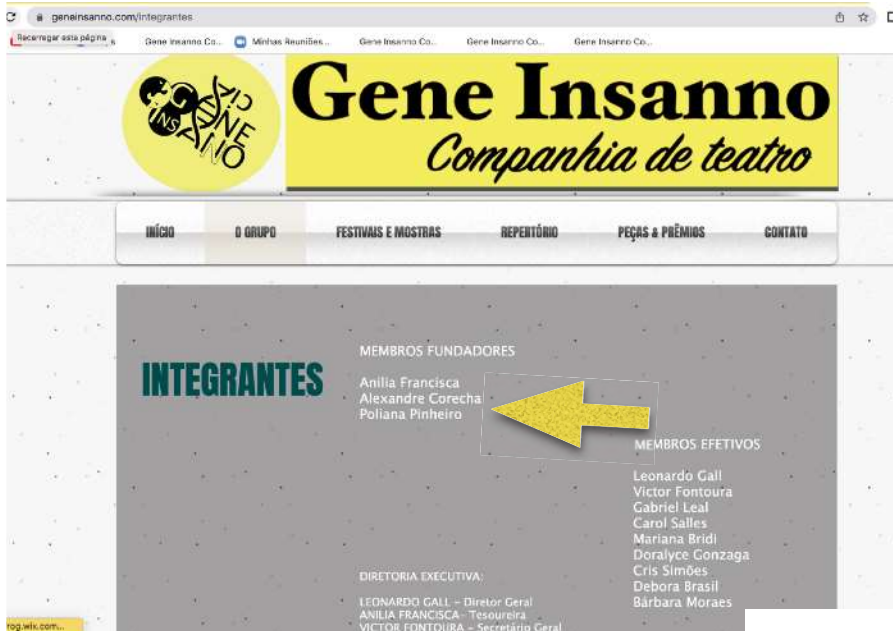 geneinsanno.com/integrantes
Recarregar esta página
Gene Insanno Co...
Minhas Reuniões...
Gene Insanno Co...
Gene Insanno Co...
Gene Insanno Co...
GENE
INSANO
CIA
Gene Insanno
Companhia de teatro
INÍCIO
O GRUPO
FESTIVAIS E MOSTRAS
REPERTÓRIO
PEÇAS & PRÊMIOS
CONTATO
INTEGRANTES
MEMBROS FUNDADORES
Anilia Francisca
Alexandre Corecha
Poliana Pinheiro
MEMBROS EFETIVOS
Leonardo Gall
Victor Fontoura
Gabriel Leal
Carol Salles
Mariana Bridi
Doralyce Gonzaga
Cris Simões
Debora Brasil
Bárbara Moraes
DIRETORIA EXECUTIVA:
LEONARDO GALL - Diretor Geral
ANILIA FRANCISCA- Tesoureira
VICTOR FONTOURA - Secretário Geral
rog.wix.com...